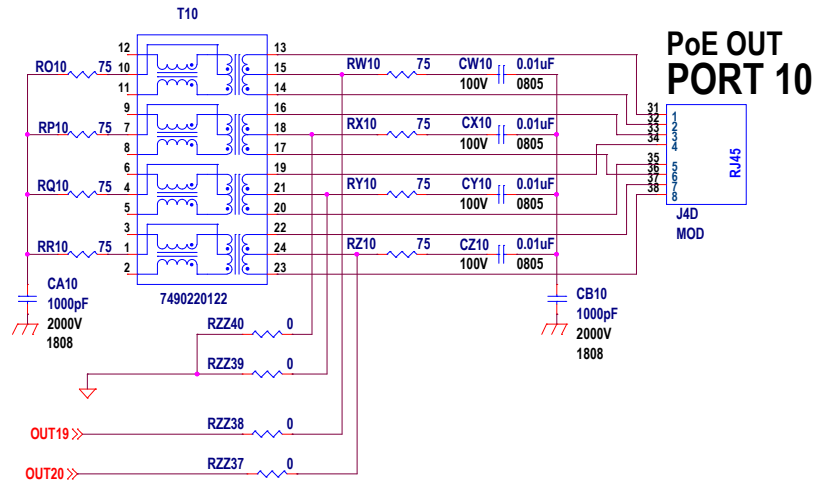 T10
PoE OUT
PORT 10
12 13
RO10 75 10 15 RW10 75 CW10 0.01uF
11 14 100V 0805
9 16
RP10 75 7 18 RX10 75 CX10 0.01uF
8 17 100V 0805
6 19
RQ10 75 4 21 RY10 75 CY10 0.01uF
5 20 100V 0805
3 22
RR10 75 1 24 RZ10 75 CZ10 0.01uF
2 23 100V 0805
31 1
32 2
33 3
34 4
35 5
36 6
37 7
38 8
RJ45
J4D
MOD
CA10
1000pF
2000V
1808
7490220122
CB10
1000pF
2000V
1808
RZZ40 0
RZZ39 0
RZZ38 0
OUT19
RZZ37 0
OUT20